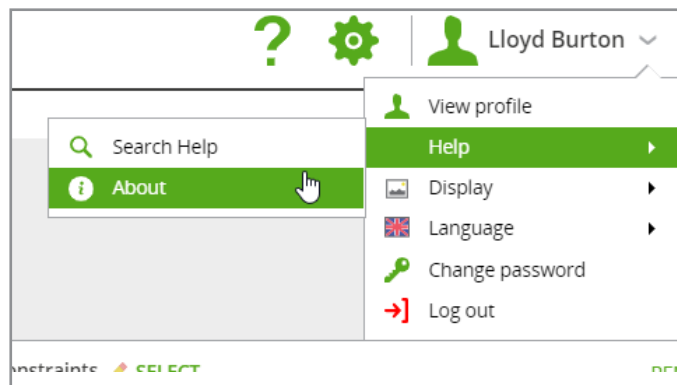 ? Lloyd Burton
View profile
Help
Display
Language
Change password
Log out
Search Help
About
SELECT